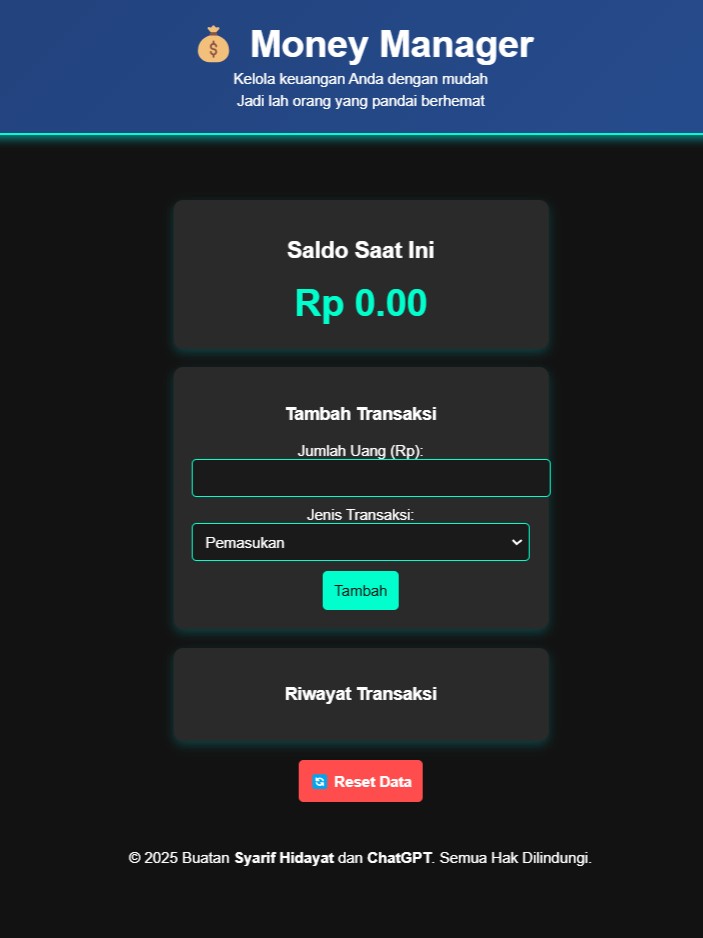 Money Manager
Kelola keuangan Anda dengan mudah
Jadi lah orang yang pandai berhemat
Saldo Saat Ini
Rp 0.00
Tambah Transaksi
Jumlah Uang (Rp):
Jenis Transaksi:
Pemasukan
Tambah
Riwayat Transaksi
Reset Data
© 2025 Buatan Syarif Hidayat dan ChatGPT. Semua Hak Dilindungi.